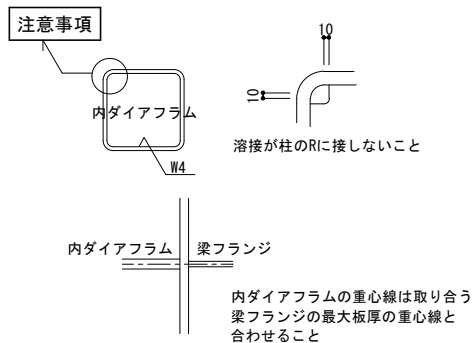 注意事項
10
10
内ダイアフラム
溶接が柱のRに接しないこと
W4
内ダイアフラム
梁フランジ
内ダイアフラムの重心線は取り合う
梁フランジの最大板厚の重心線と
合わせること